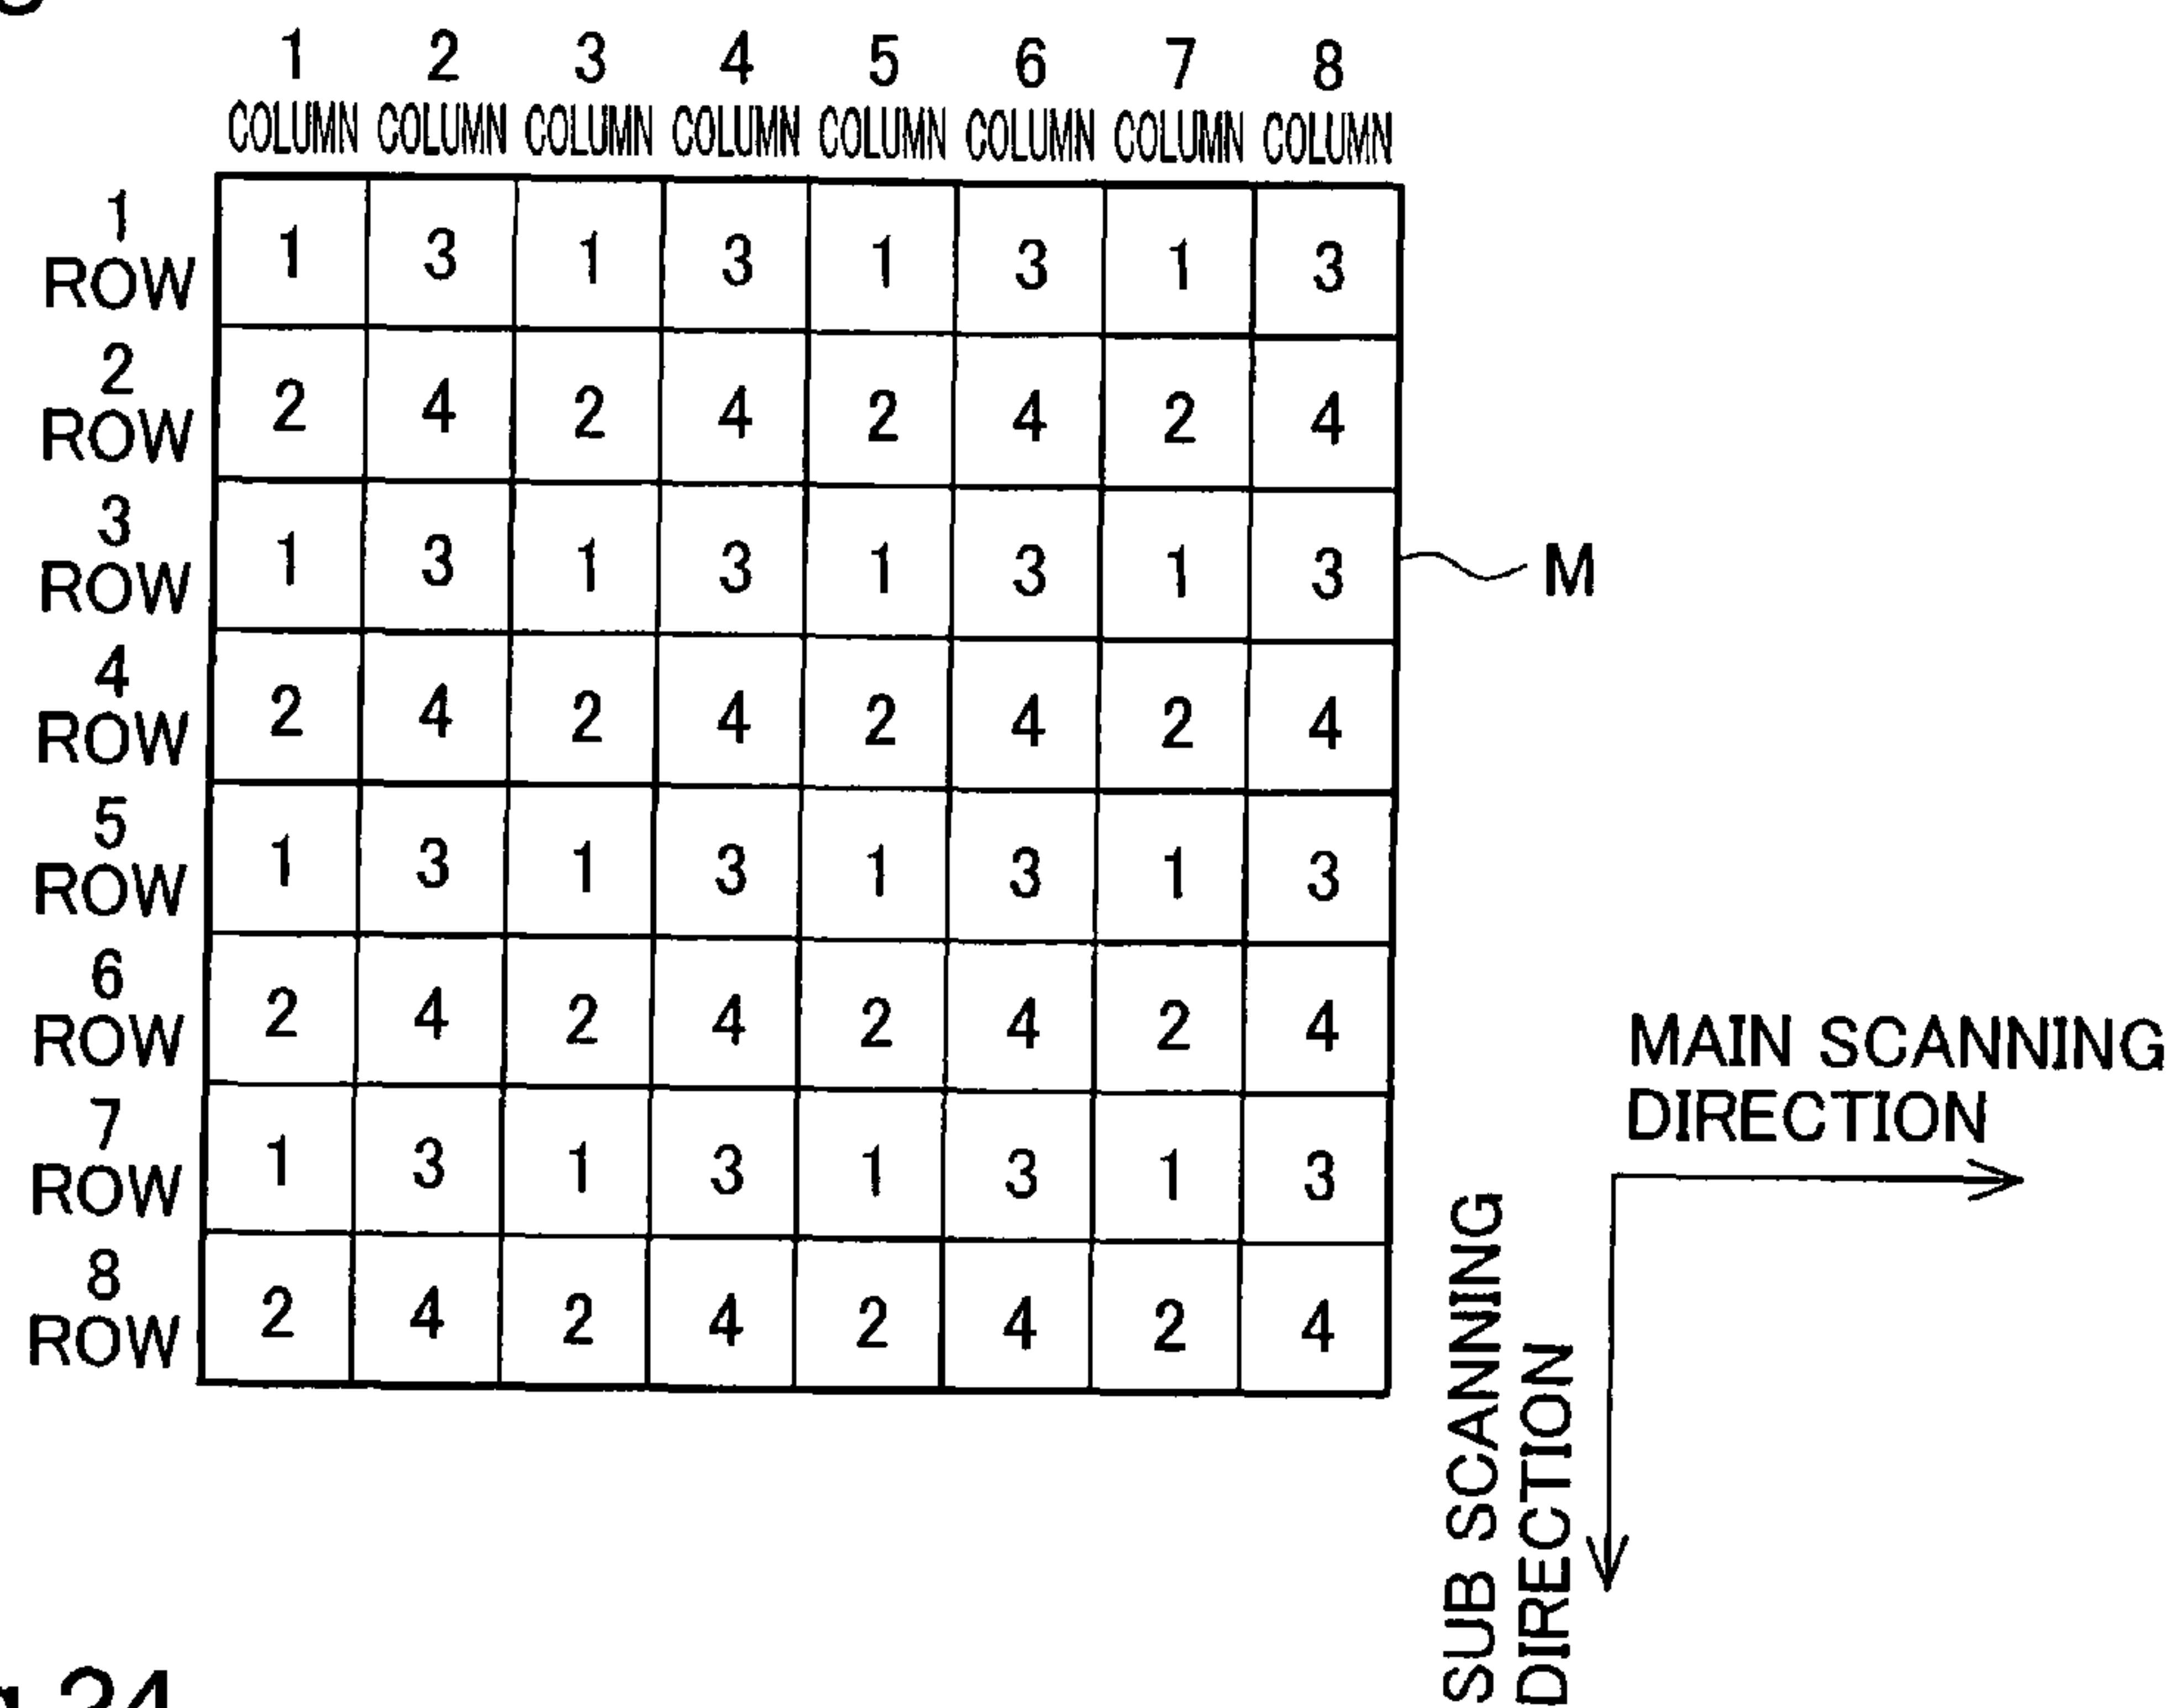 1 2 3 4 5 6 7 8
COLUMN COLUMN COLUMN COLUMN COLUMN COLUMN COLUMN COLUMN
1 ROW 1 3 1 3 1 3 1 3
2 ROW 2 4 2 4 2 4 2 4
3 ROW 1 3 1 3 1 3 1 3
M
4 ROW 2 4 2 4 2 4 2 4
5 ROW 1 3 1 3 1 3 1 3
6 ROW 2 4 2 4 2 4 2 4
7 ROW 1 3 1 3 1 3 1 3
8 ROW 2 4 2 4 2 4 2 4
MAIN SCANNING
DIRECTION
SUB SCANNING
DIRECTION
24